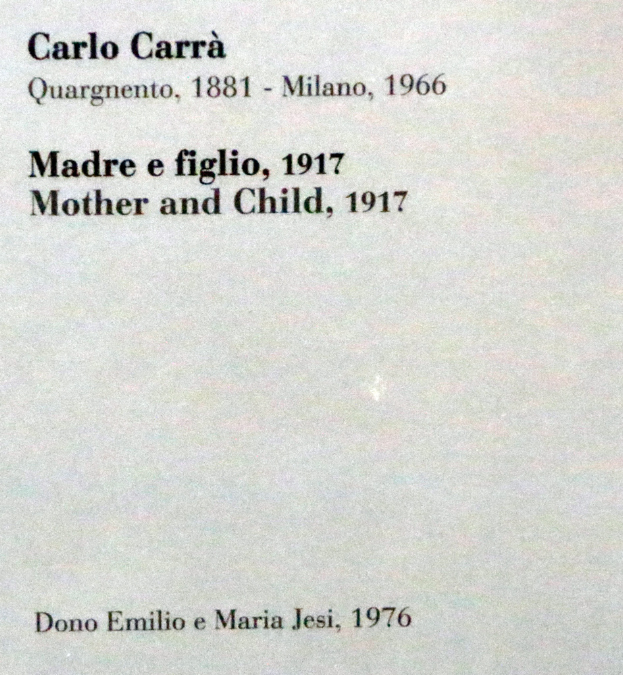 Carlo Carrà
Quargnento, 1881 - Milano, 1966
Madre e figlio, 1917
Mother and Child, 1917
Dono Emilio e Maria Jesi, 1976